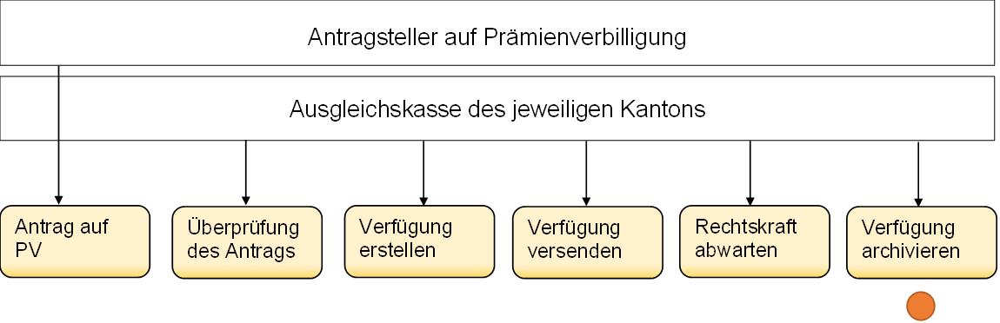 Antragsteller auf Prämienverbilligung
Ausgleichskasse des jeweiligen Kantons
Antrag auf
PV
Überprüfung
des Antrags
Verfügung
erstellen
Verfügung
versenden
Rechtskraft
abwarten
Verfügung
archivieren